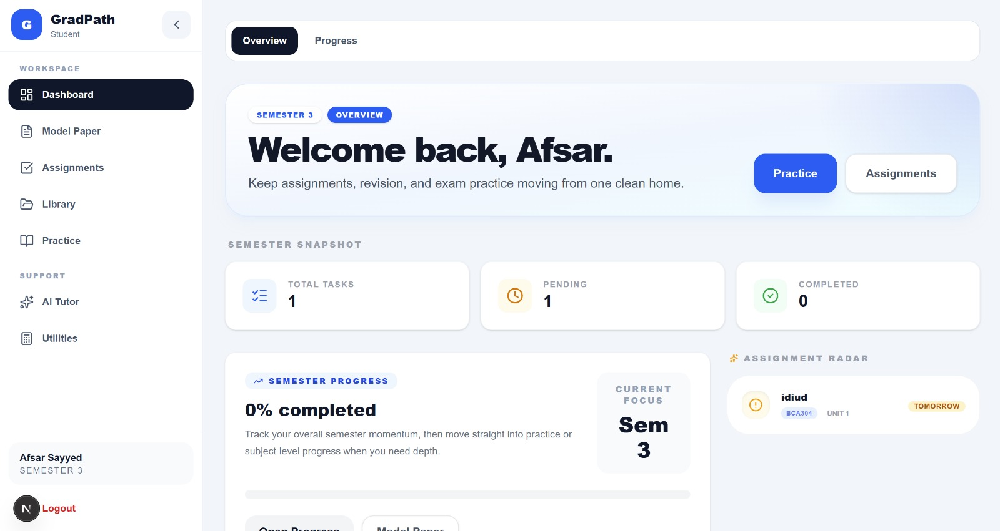 G
GradPath
Student
WORKSPACE
Dashboard
Model Paper
Assignments
Library
Practice
SUPPORT
AI Tutor
Utilities
Afsar Sayyed
SEMESTER 3
N
Logout
Overview
Progress
SEMESTER 3
OVERVIEW
Welcome back, Afsar.
Keep assignments, revision, and exam practice moving from one clean home.
Practice
Assignments
SEMESTER SNAPSHOT
TOTAL TASKS
1
PENDING
1
COMPLETED
0
SEMESTER PROGRESS
0% completed
Track your overall semester momentum, then move straight into practice or
subject-level progress when you need depth.
CURRENT
FOCUS
Sem
3
Open Progress
Model Paper
ASSIGNMENT RADAR
idiud
BCA304
UNIT 1
TOMORROW